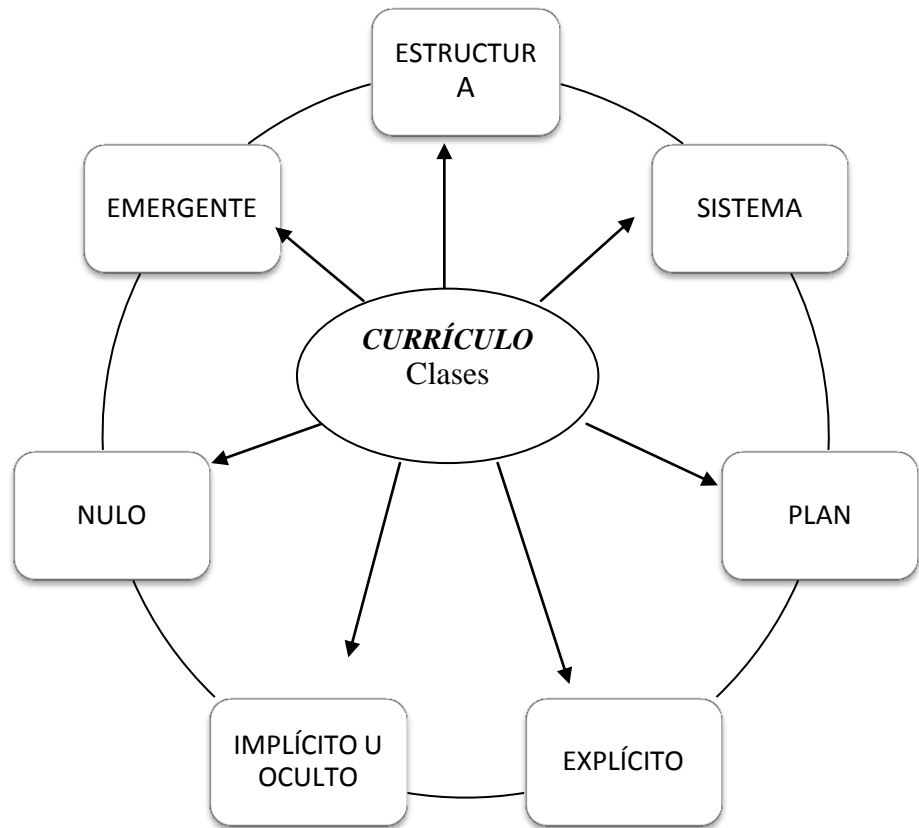 ESTRUCTUR
A
EMERGENTE
SISTEMA
CURRÍCULO
Clases
NULO
PLAN
IMPLÍCITO U
OCULTO
EXPLÍCITO